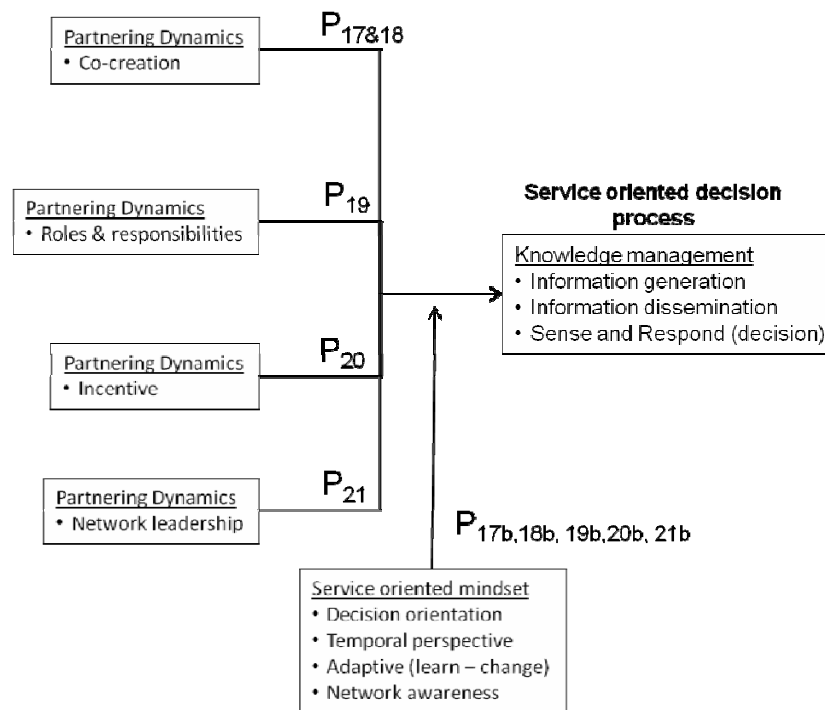 Partnering Dynamics
• Co-creation
P17&18
Partnering Dynamics
• Roles & responsibilities
P19
Partnering Dynamics
• Incentive
P20
Partnering Dynamics
• Network leadership
P21
Service oriented decision
process
Knowledge management
• Information generation
• Information dissemination
• Sense and Respond (decision)
P17b,18b, 19b,20b, 21b
Service oriented mindset
• Decision orientation
• Temporal perspective
• Adaptive (learn – change)
• Network awareness